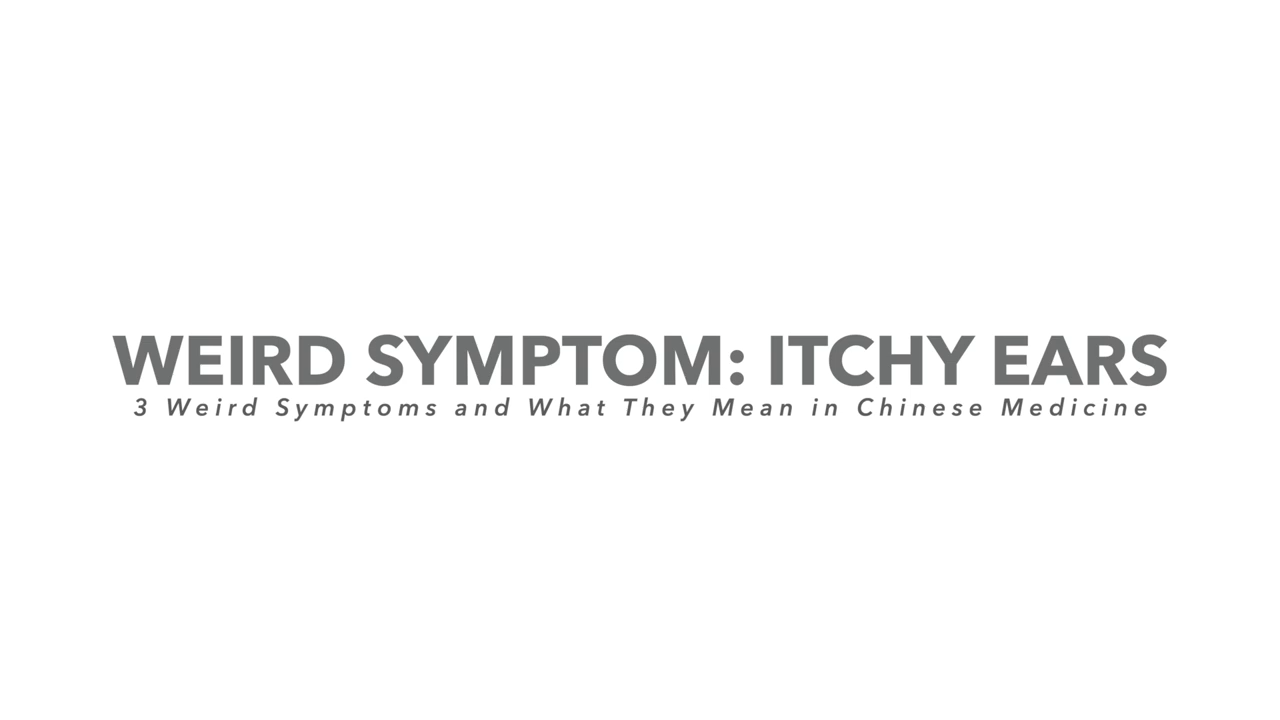 WEIRD SYMPTOM: ITCHY EARS
3 Weird Symptoms and What They Mean in Chinese Medicine